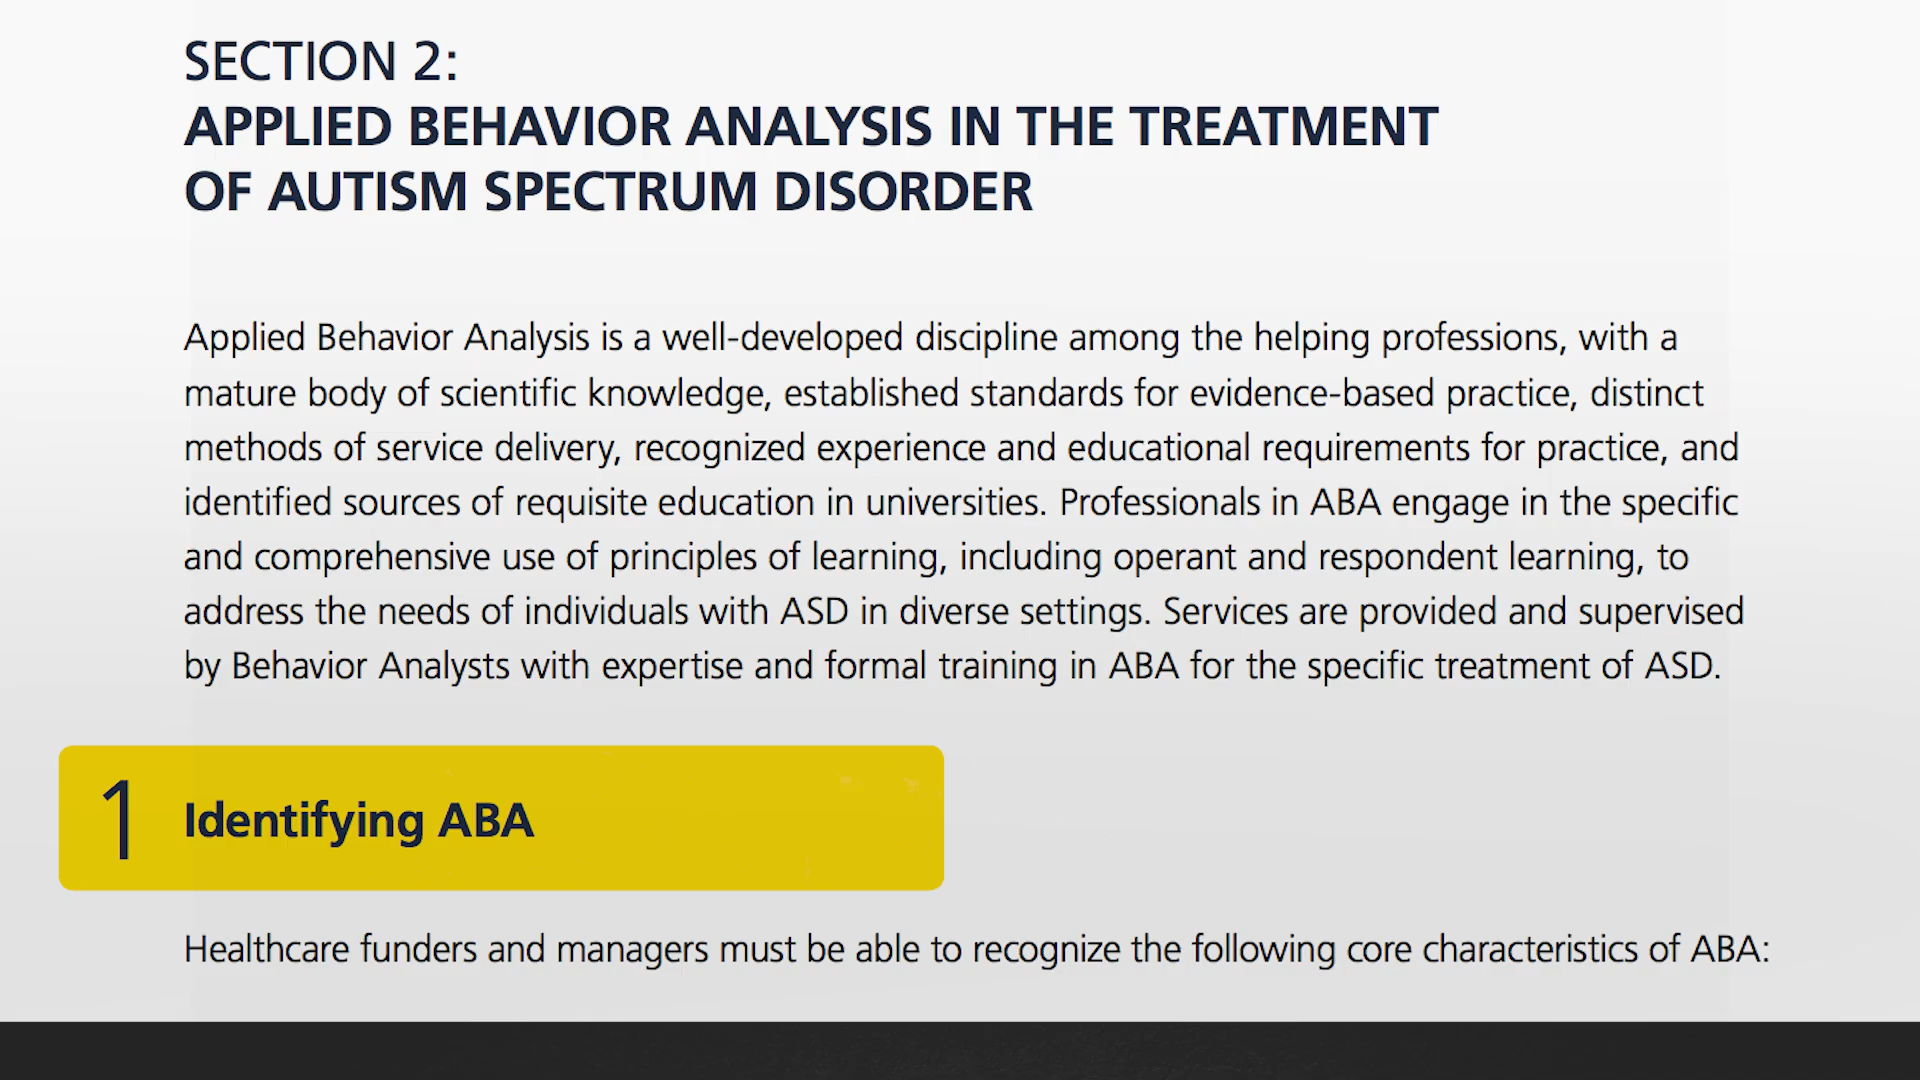 SECTION 2:
APPLIED BEHAVIOR ANALYSIS IN THE TREATMENT
OF AUTISM SPECTRUM DISORDER
Applied Behavior Analysis is a well-developed discipline among the helping professions, with a
mature body of scientific knowledge, established standards for evidence-based practice, distinct
methods of service delivery, recognized experience and educational requirements for practice, and
identified sources of requisite education in universities. Professionals in ABA engage in the specific
and comprehensive use of principles of learning, including operant and respondent learning, to
address the needs of individuals with ASD in diverse settings. Services are provided and supervised
by Behavior Analysts with expertise and formal training in ABA for the specific treatment of ASD.
1 Identifying ABA
Healthcare funders and managers must be able to recognize the following core characteristics of ABA: